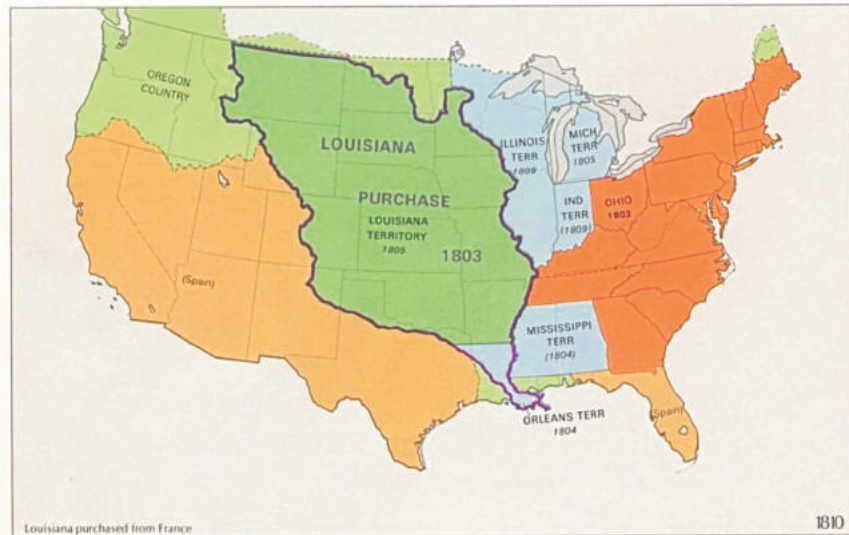 OREGON
COUNTRY
LOUISIANA
PURCHASE
LOUISIANA
TERRITORY
1805
1803
ILLINOIS
TERR
1809
MICH
TERR
1805
IND
TERR
(1809)
OHIO
1803
(Spain)
MISSISSIPPI
TERR
(1804)
ORLEANS TERR
1804
(Spain)
Louisiana purchased from France
1810